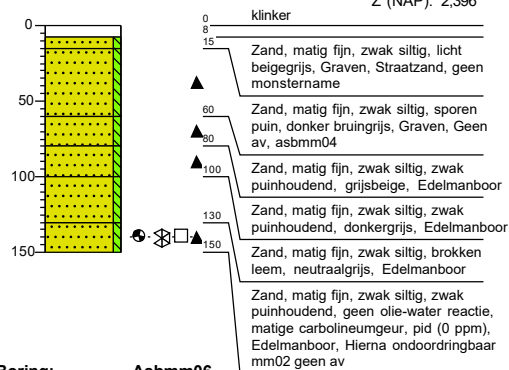 Z (NAP): 2,396
0
50
100
150
0
8
15
60
80
100
130
150
klinker
Zand, matig fijn, zwak siltig, licht
beigegrijs, Graven, Straatzand, geen
monstername
Zand, matig fijn, zwak siltig, sporen
puin, donker bruingrijs, Graven, Geen
av, asbmm04
Zand, matig fijn, zwak siltig, zwak
puinhoudend, grijsbeige, Edelmanboor
Zand, matig fijn, zwak siltig, zwak
puinhoudend, donkergrijs, Edelmanboor
Zand, matig fijn, zwak siltig, brokken
leem, neutraalgrijs, Edelmanboor
Zand, matig fijn, zwak siltig, zwak
puinhoudend, geen olie-water reactie,
matige carbolineumgeur, pid (0 ppm),
Edelmanboor, Hierna ondoordringbaar
mm02 geen av
Boring: Asbmm06